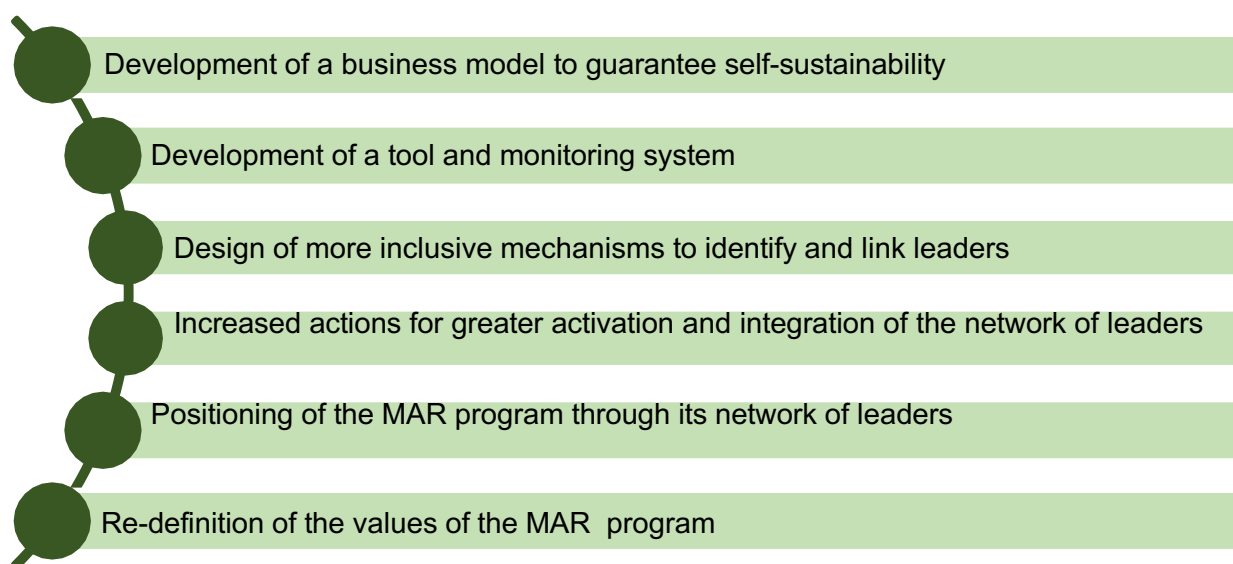 Development of a business model to guarantee self-sustainability
Development of a tool and monitoring system
Design of more inclusive mechanisms to identify and link leaders
Increased actions for greater activation and integration of the network of leaders
Positioning of the MAR program through its network of leaders
Re-definition of the values of the MAR  program